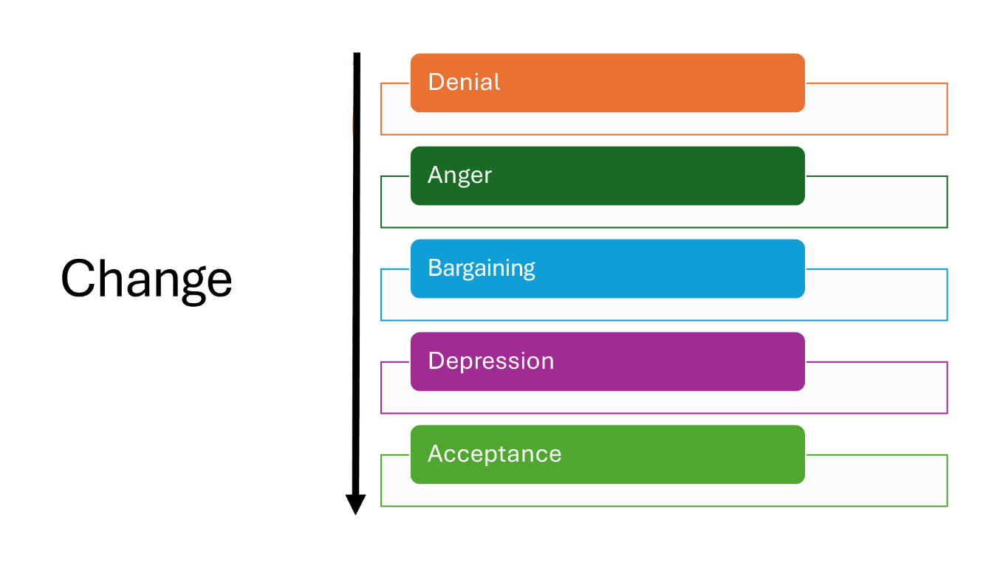 Change
Denial
Anger
Bargaining
Depression
Acceptance